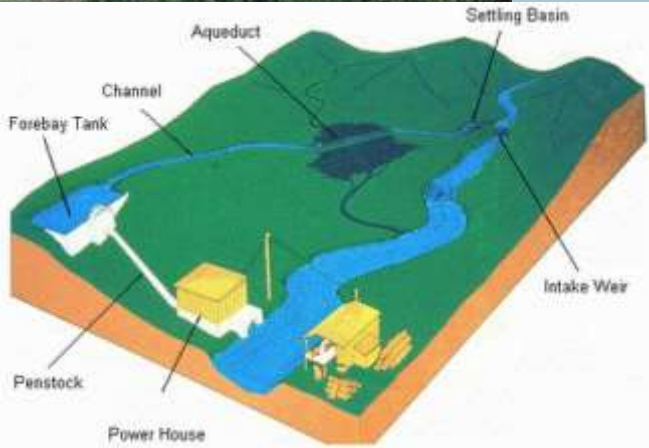 Settling Basin
Aqueduct
Channel
Forebay Tank
Intake Weir
Penstock
Power House